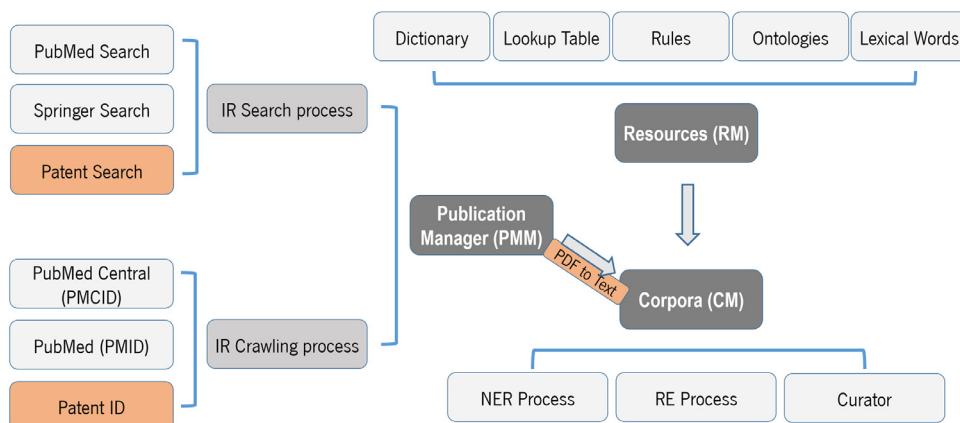 PubMed Search
Springer Search
Patent Search
IR Search process
PubMed Central
(PMCID)
PubMed (PMID)
Patent ID
IR Crawling process
Publication
Manager (PMM)
PDF to Text
Dictionary
Lookup Table
Rules
Ontologies
Lexical Words
Resources (RM)
Corpora (CM)
NER Process
RE Process
Curator